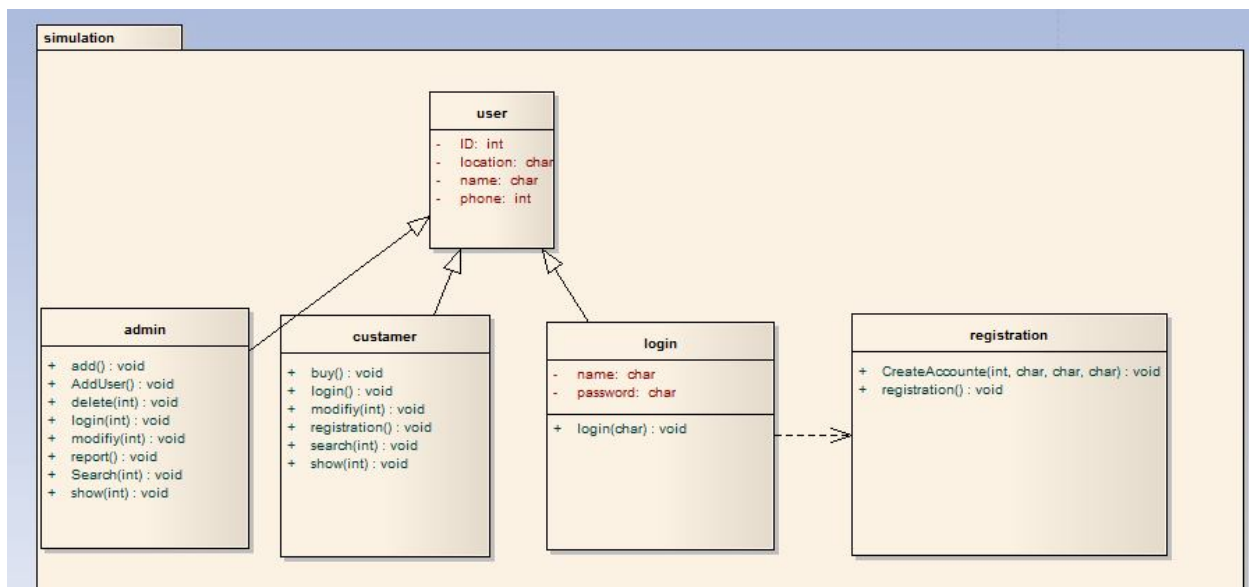 simulation
user
- ID: int
- location: char
- name: char
- phone: int
admin
+ add() : void
+ AddUser() : void
+ delete(int) : void
+ login(int) : void
+ modifiy(int) : void
+ report() : void
+ Search(int) : void
+ show(int) : void
custamer
+ buy() : void
+ login() : void
+ modifiy(int) : void
+ registration() : void
+ search(int) : void
+ show(int) : void
login
- name: char
- password: char
+ login(char) : void
registration
+ CreateAccounte(int, char, char, char) : void
+ registration() : void